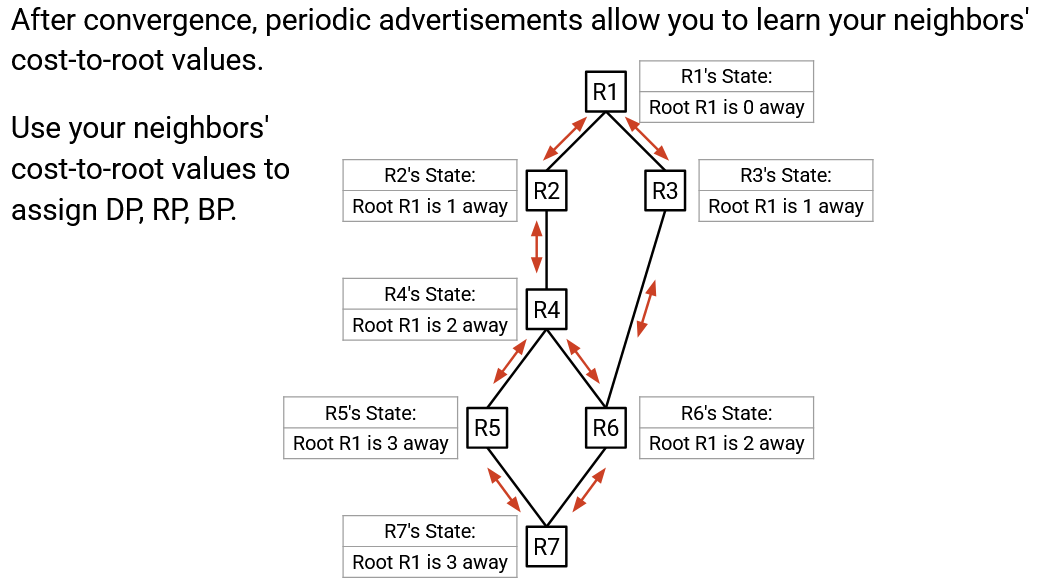 After convergence, periodic advertisements allow you to learn your neighbors'
cost-to-root values.
Use your neighbors'
cost-to-root values to
assign DP, RP, BP.
R1
R1's State:
Root R1 is 0 away
R2's State:
Root R1 is 1 away
R2
R3
R3's State:
Root R1 is 1 away
R4's State:
Root R1 is 2 away
R4
R5's State:
Root R1 is 3 away
R5
R6
R6's State:
Root R1 is 2 away
R7's State:
Root R1 is 3 away
R7